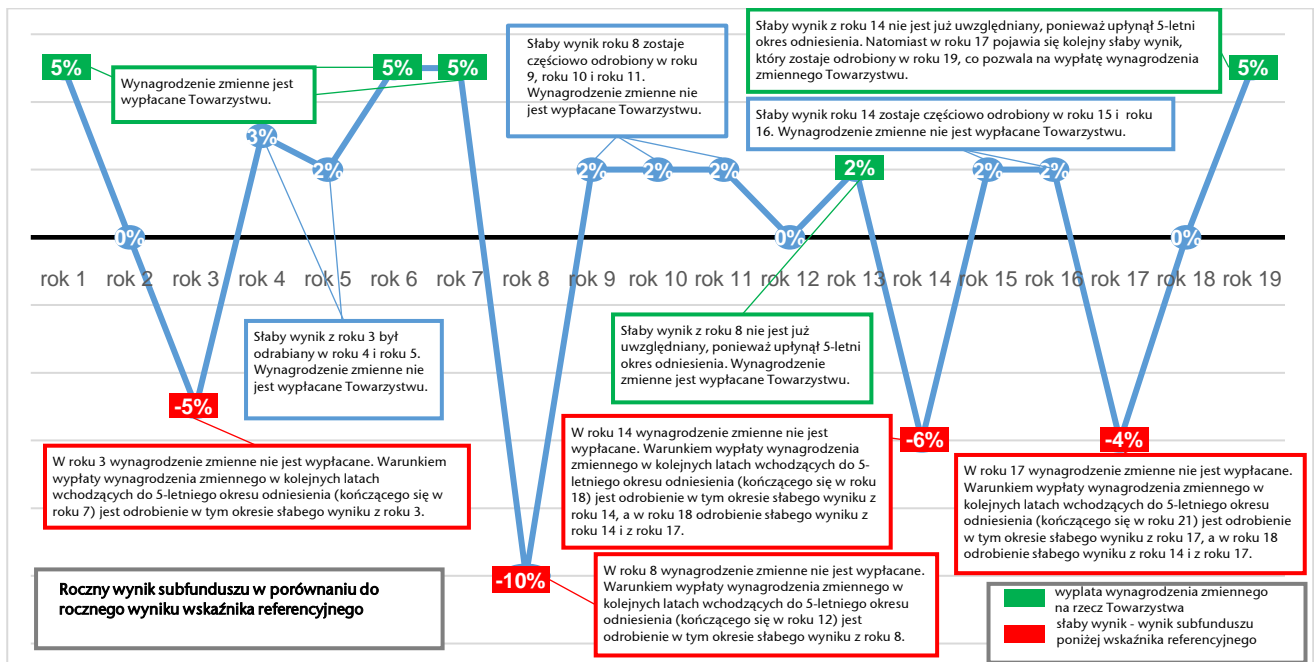 Słaby wynik z roku 14 nie jest już uwzględniany, ponieważ upłynął 5-letni
okres odniesienia. Natomiast w roku 17 pojawia się kolejny słaby wynik,
który zostaje odrobiony w roku 19, co pozwala na wypłatę wynagrodzenia
zmiennego Towarzystwu.
Słaby wynik roku 8 zostaje
częściowo odrobiony w roku
9, roku 10 i roku 11.
Wynagrodzenie zmienne nie
jest wypłacane Towarzystwu.
Wynagrodzenie zmienne jest
wypłacane Towarzystwu.
Słaby wynik roku 14 zostaje częściowo odrobiony w roku 15 i roku
16. Wynagrodzenie zmienne nie jest wypłacane Towarzystwu.
5%
0%
-5%
3%
2%
5%
5%
-10%
2%
2%
2%
0%
2%
-6%
2%
2%
-4%
0%
5%
rok 1
rok 2
rok 3
rok 4
rok 5
rok 6
rok 7
rok 8
rok 9
rok 10
rok 11
rok 12
rok 13
rok 14
rok 15
rok 16
rok 17
rok 18
rok 19
Słaby wynik z roku 3 był
odrabiany w roku 4 i roku 5.
Wynagrodzenie zmienne nie
jest wypłacane Towarzystwu.
Słaby wynik z roku 8 nie jest już
uwzględniany, ponieważ upłynął 5-letni
okres odniesienia. Wynagrodzenie
zmienne jest wypłacane Towarzystwu.
W roku 3 wynagrodzenie zmienne nie jest wypłacane. Warunkiem
wypłaty wynagrodzenia zmiennego w kolejnych latach
wchodzących do 5-letniego okresu odniesienia (kończącego się w
roku 7) jest odrobienie w tym okresie słabego wyniku z roku 3.
W roku 14 wynagrodzenie zmienne nie jest
wypłacane. Warunkiem wypłaty wynagrodzenia
zmiennego w kolejnych latach wchodzących do 5-
letniego okresu odniesienia (kończącego się w roku
18) jest odrobienie w tym okresie słabego wyniku z
roku 14, a w roku 18 odrobienie słabego wyniku z
roku 14 i z roku 17.
W roku 17 wynagrodzenie zmienne nie jest wypłacane.
Warunkiem wypłaty wynagrodzenia zmiennego w
kolejnych latach wchodzących do 5-letniego okresu
odniesienia (kończącego się w roku 21) jest odrobienie
w tym okresie słabego wyniku z roku 17, a w roku 18
odrobienie słabego wyniku z roku 14 i z roku 17.
W roku 8 wynagrodzenie zmienne nie jest wypłacane.
Warunkiem wypłaty wynagrodzenia zmiennego w
kolejnych latach wchodzących do 5-letniego okresu
odniesienia (kończącego się w roku 12) jest
odrobienie w tym okresie słabego wyniku z roku 8.
Roczny wynik subfunduszu w porównaniu do
rocznego wyniku wskaźnika referencyjnego
wyplata wynagrodzenia zmiennego
na rzecz Towarzystwa
słaby wynik - wynik subfunduszu
poniżej wskaźnika referencyjnego